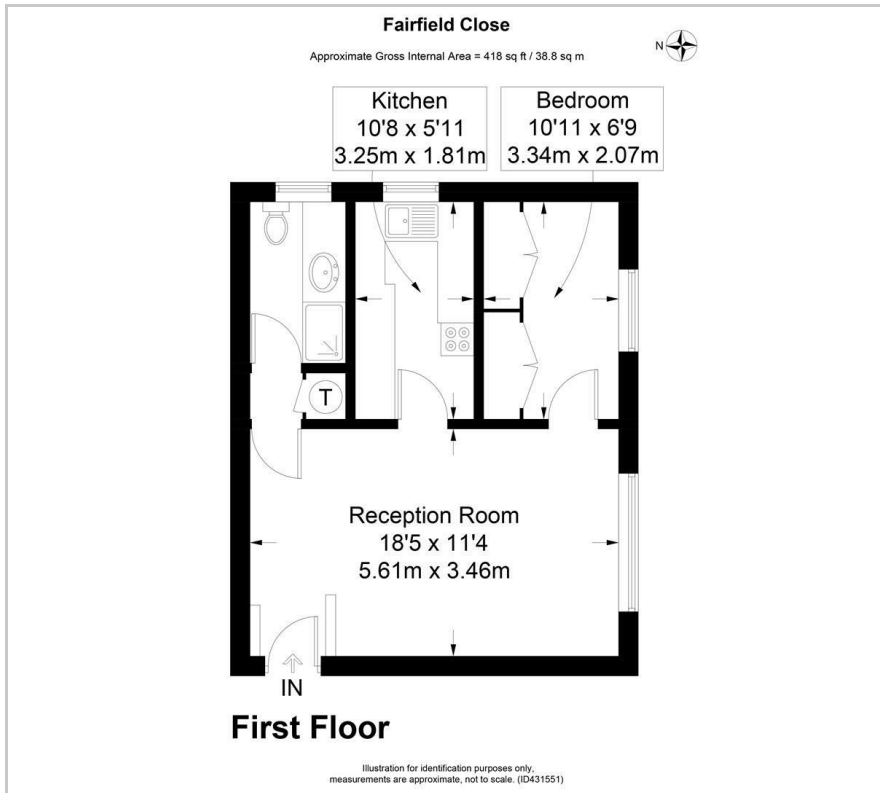 Fairfield Close
Approximate Gross Internal Area = 418 sq ft / 38.8 sq m
N
Kitchen
10'8 x 5'11
3.25m x 1.81m
Bedroom
10'11 x 6'9
3.34m x 2.07m
T
Reception Room
18'5 x 11'4
5.61m x 3.46m
IN
First Floor
Illustration for identification purposes only,
measurements are approximate, not to scale. (ID431551)